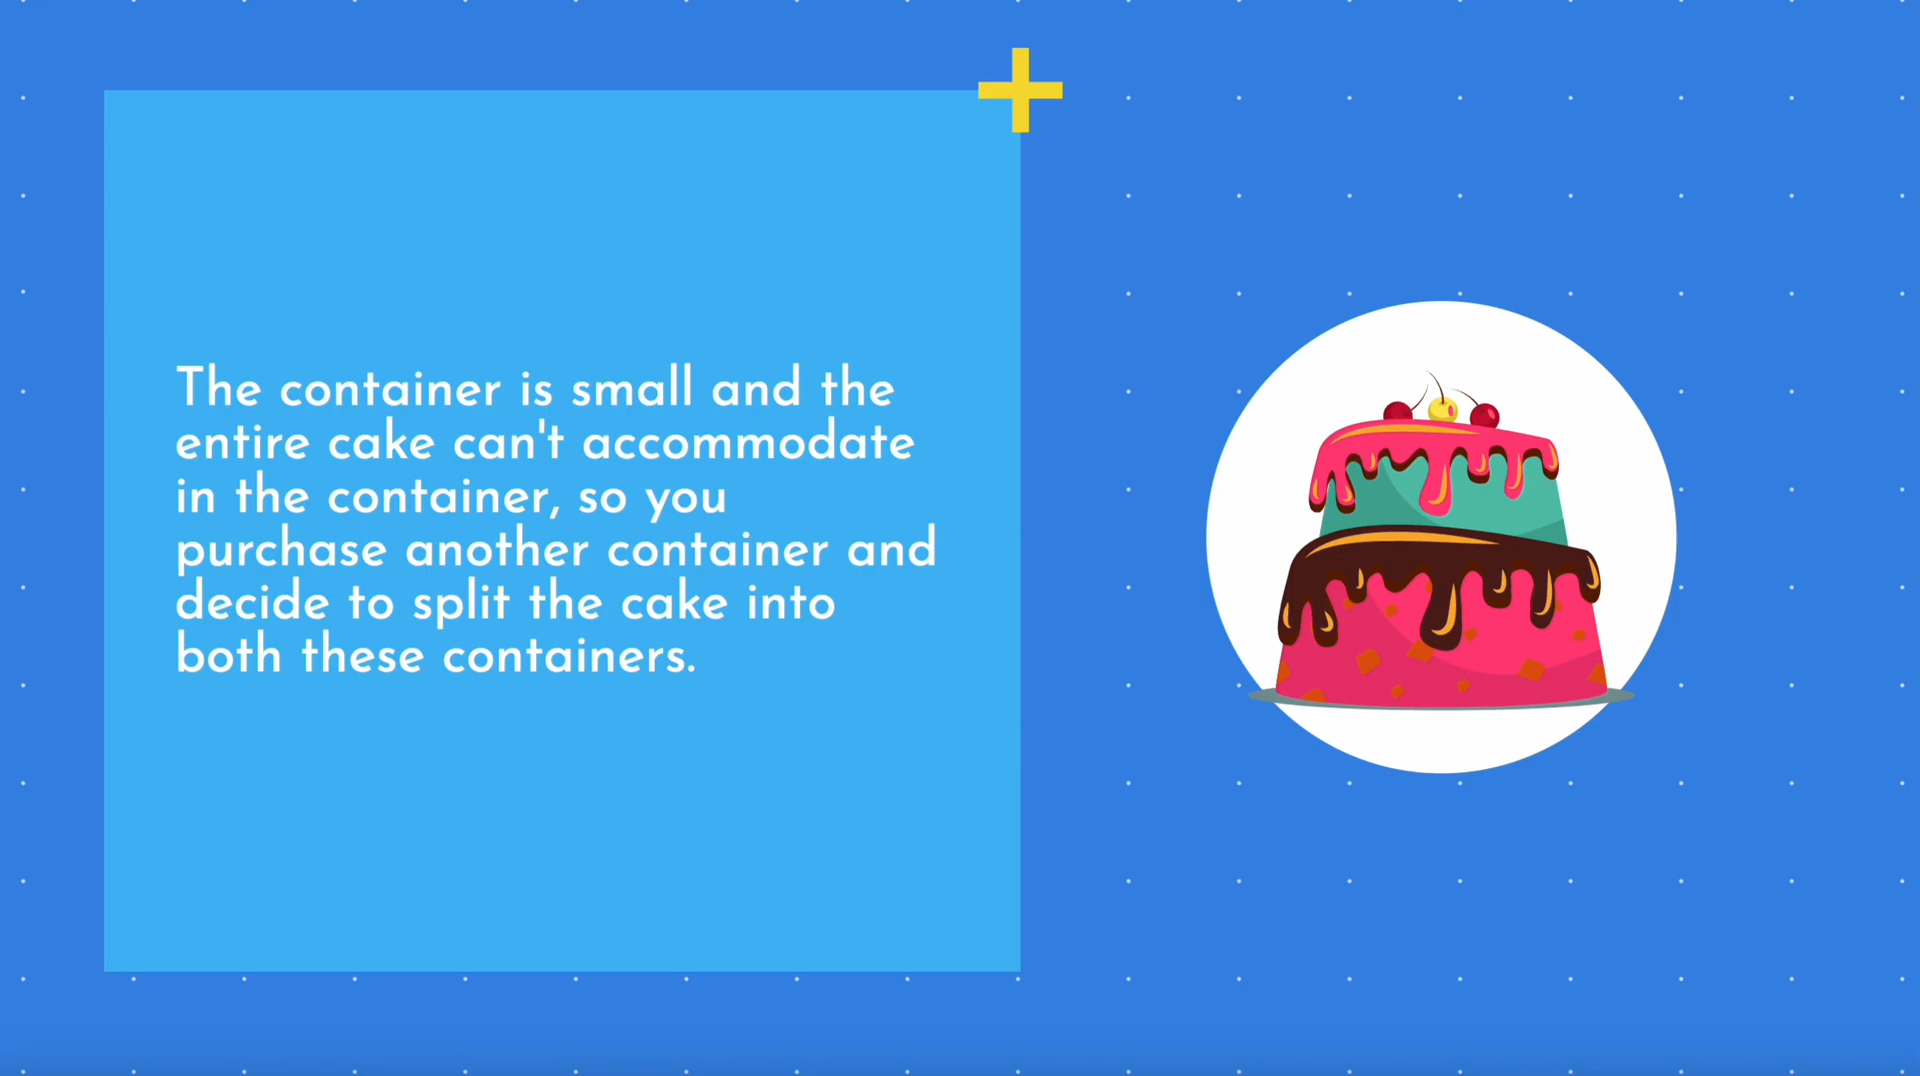 The container is small and the
entire cake can't accommodate
in the container, so you
purchase another container and
decide to split the cake into
both these containers.